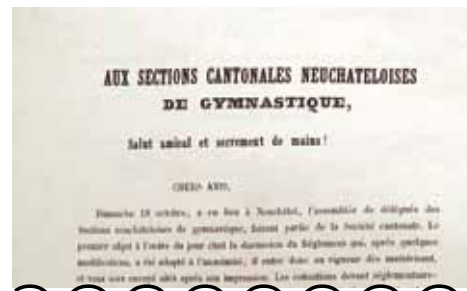 AUX SECTIONS CANTONALES NEUCHATELOISES
DE GYMNASTIQUE,
Salut amical et serrement de mains!
CHERS AMIS,
Dimanche 18 octobre, a eu lieu à Neuchâtel, l'assemblée de délégués des
Sections neuchâteloises de gymnastique, faisant partie de la Société cantonale. Le
premier objet à l'ordre du jour était la discussion du Règlement qui, après quelques
modifications, a été adopté à l'unanimité, il entre donc en vigueur dès maintenant,
et vous sera envoyé sitôt après son impression. Les cotisations devant